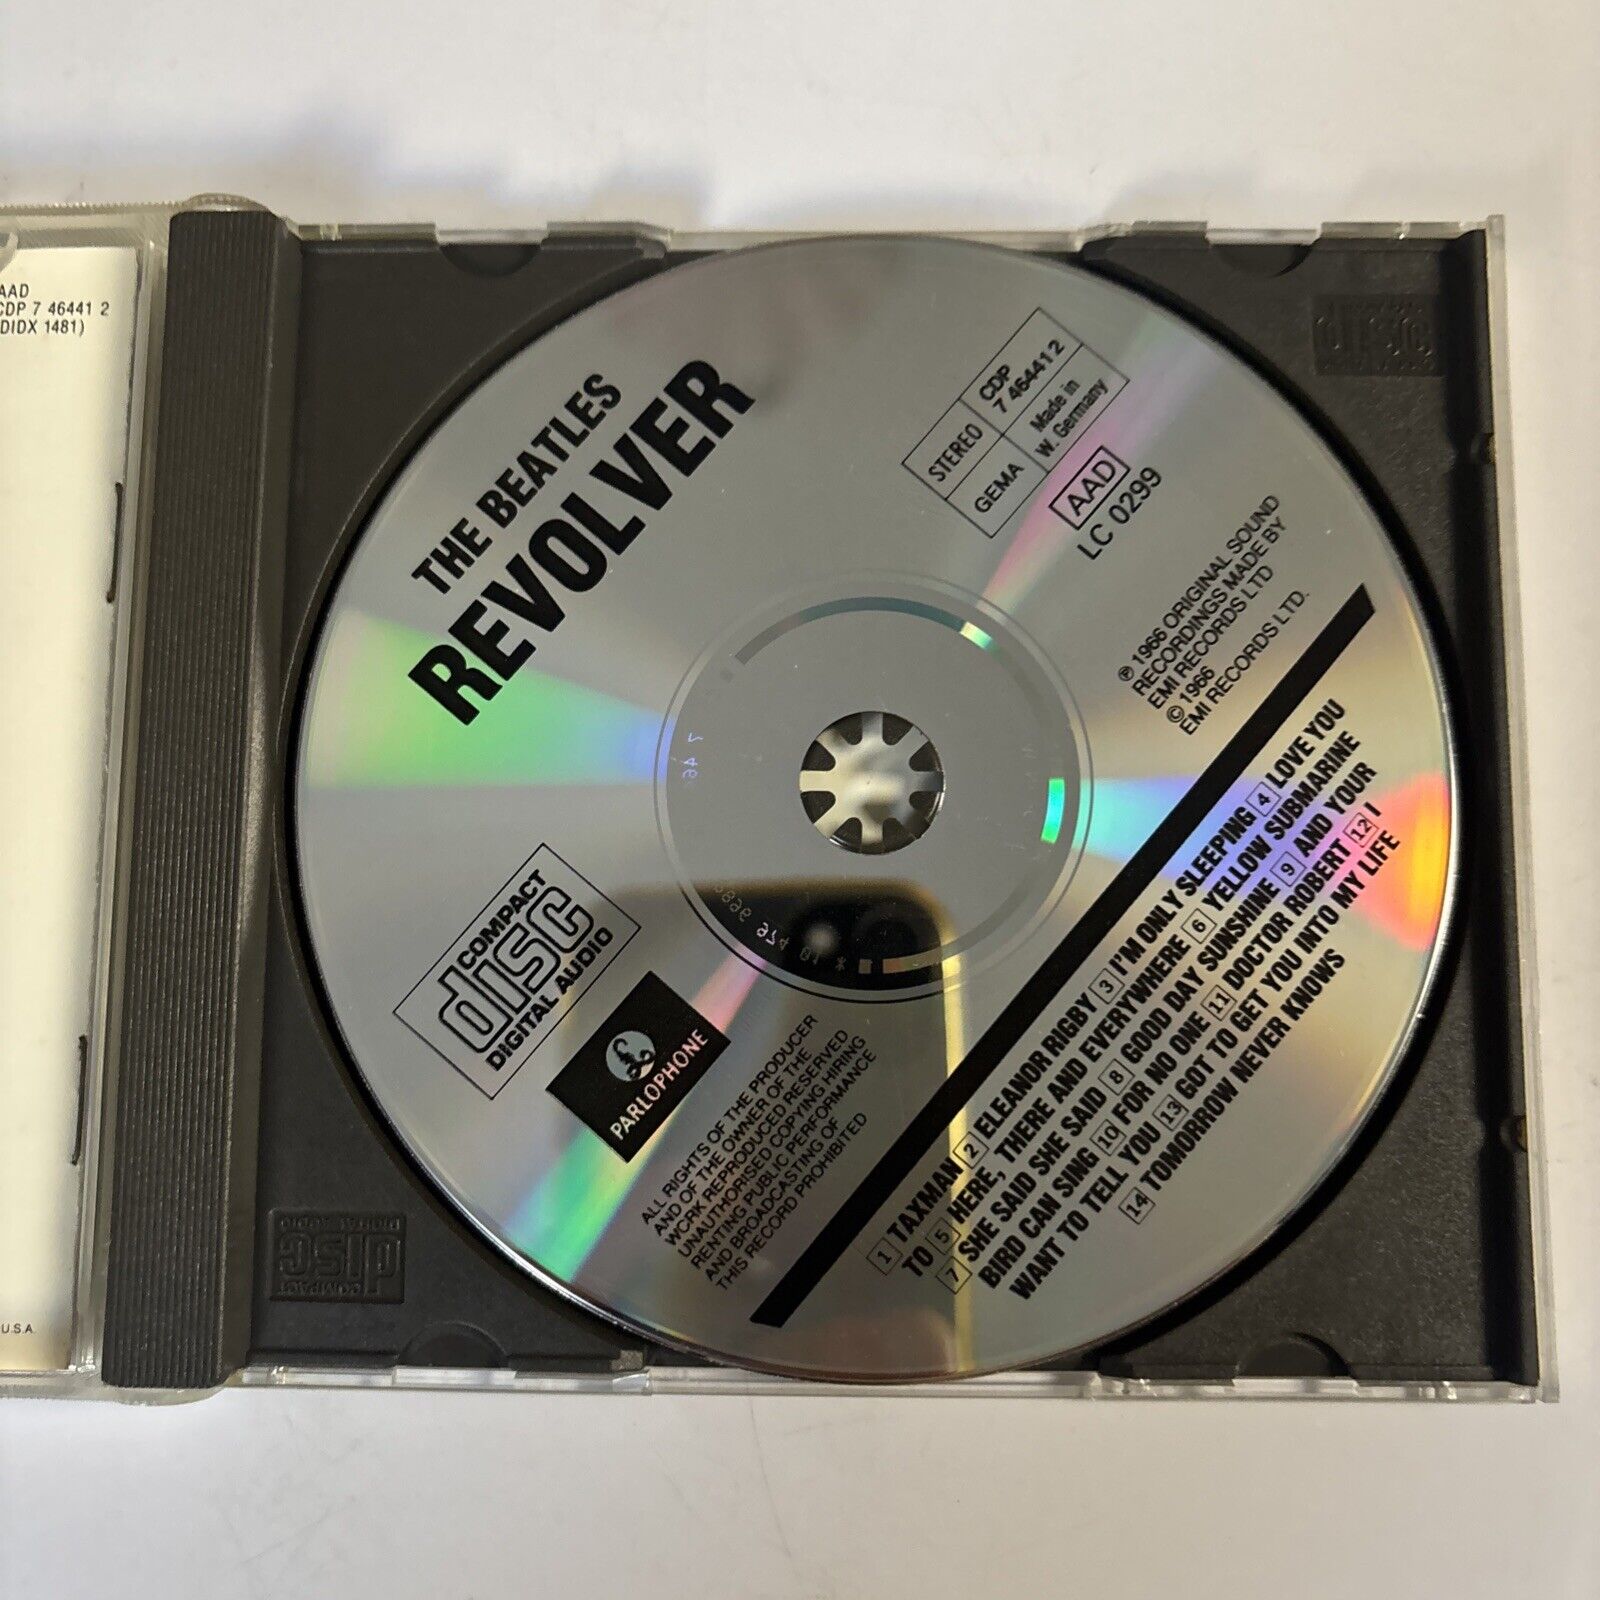 AAD
CDP 7 46441 2
(DIDX 1481)
U.S.A.
THE BEATLES
REVOLVER
STEREO
CDP
7 46441 2
GEMA
Made in
W. Germany
AAD
LC 0299
℗ 1966 ORIGINAL SOUND
RECORDINGS MADE BY
EMI RECORDS LTD
© 1966
EMI RECORDS LTD.
COMPACT
disc
DIGITAL AUDIO
PARLOPHONE
ALL RIGHTS OF THE PRODUCER
AND OF THE OWNER OF THE
WORK REPRODUCED RESERVED
UNAUTHORISED COPYING HIRING
RENTING PUBLIC PERFORMANCE
AND BROADCASTING OF
THIS RECORD PROHIBITED
1 TAXMAN 2 ELEANOR RIGBY 3 I'M ONLY SLEEPING 4 LOVE YOU
TO 5 HERE, THERE AND EVERYWHERE 6 YELLOW SUBMARINE
7 SHE SAID SHE SAID 8 GOOD DAY SUNSHINE 9 AND YOUR
BIRD CAN SING 10 FOR NO ONE 11 DOCTOR ROBERT 12 I
WANT TO TELL YOU 13 GOT TO GET YOU INTO MY LIFE
14 TOMORROW NEVER KNOWS
COMPACT
disc
DIGITAL AUDIO